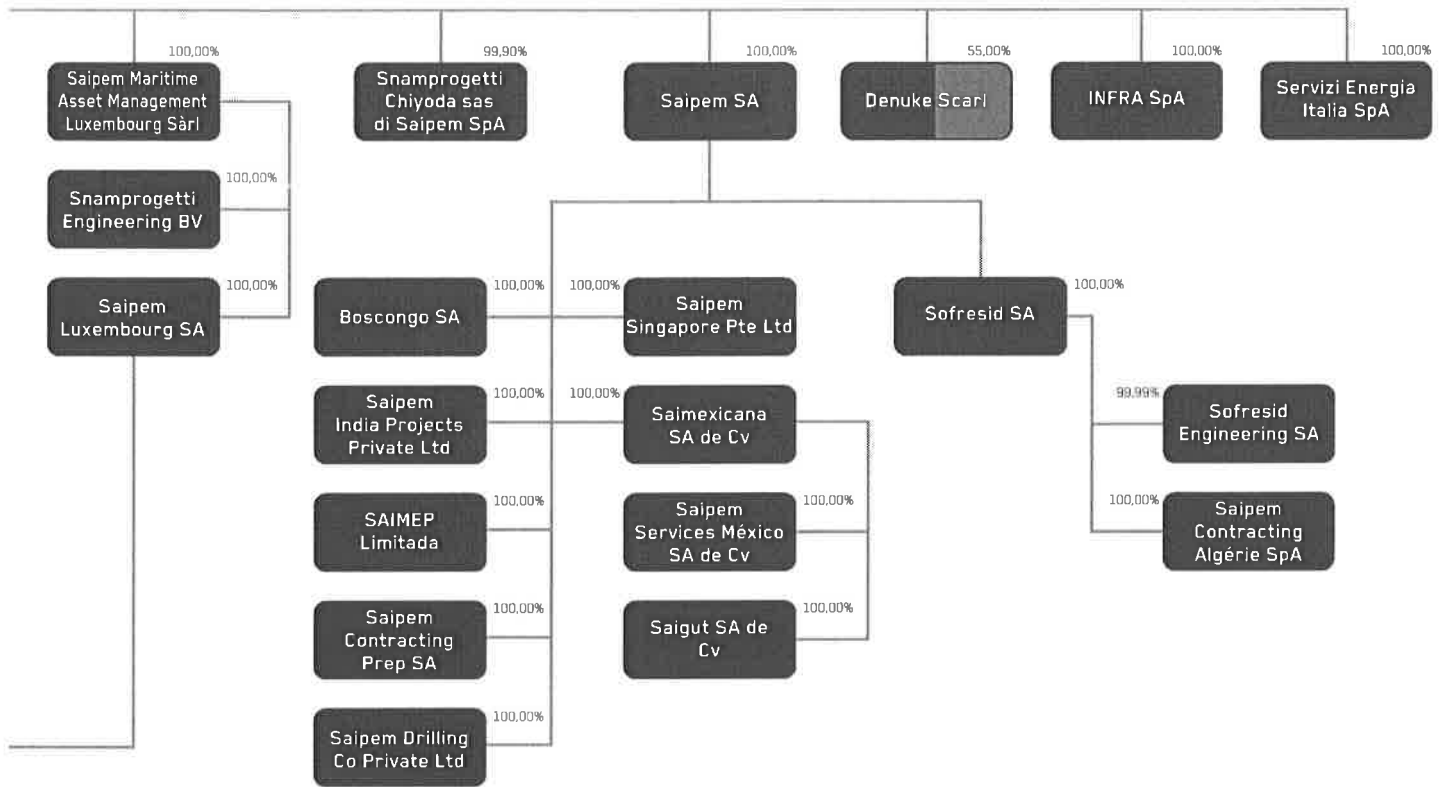 100,00%
99,90%
100,00%
55,00%
100,00%
100,00%
Saipem Maritime
Asset Management
Luxembourg Sàrl
Snamprogetti
Chiyoda sas
di Saipem SpA
Saipem SA
Denuke Scarl
INFRA SpA
Servizi Energia
Italia SpA
100,00%
Snamprogetti
Engineering BV
100,00%
Saipem
Luxembourg SA
100,00%
Boscongo SA
100,00%
Saipem
Singapore Pte Ltd
100,00%
Sofresid SA
100,00%
Saipem
India Projects
Private Ltd
100,00%
Saimexicana
SA de Cv
99,99%
Sofresid
Engineering SA
100,00%
SAIMEP
Limitada
100,00%
Saipem
Services México
SA de Cv
100,00%
Saipem
Contracting
Algérie SpA
100,00%
Saipem
Contracting
Prep SA
100,00%
Saigut SA de
Cv
100,00%
Saipem Drilling
Co Private Ltd